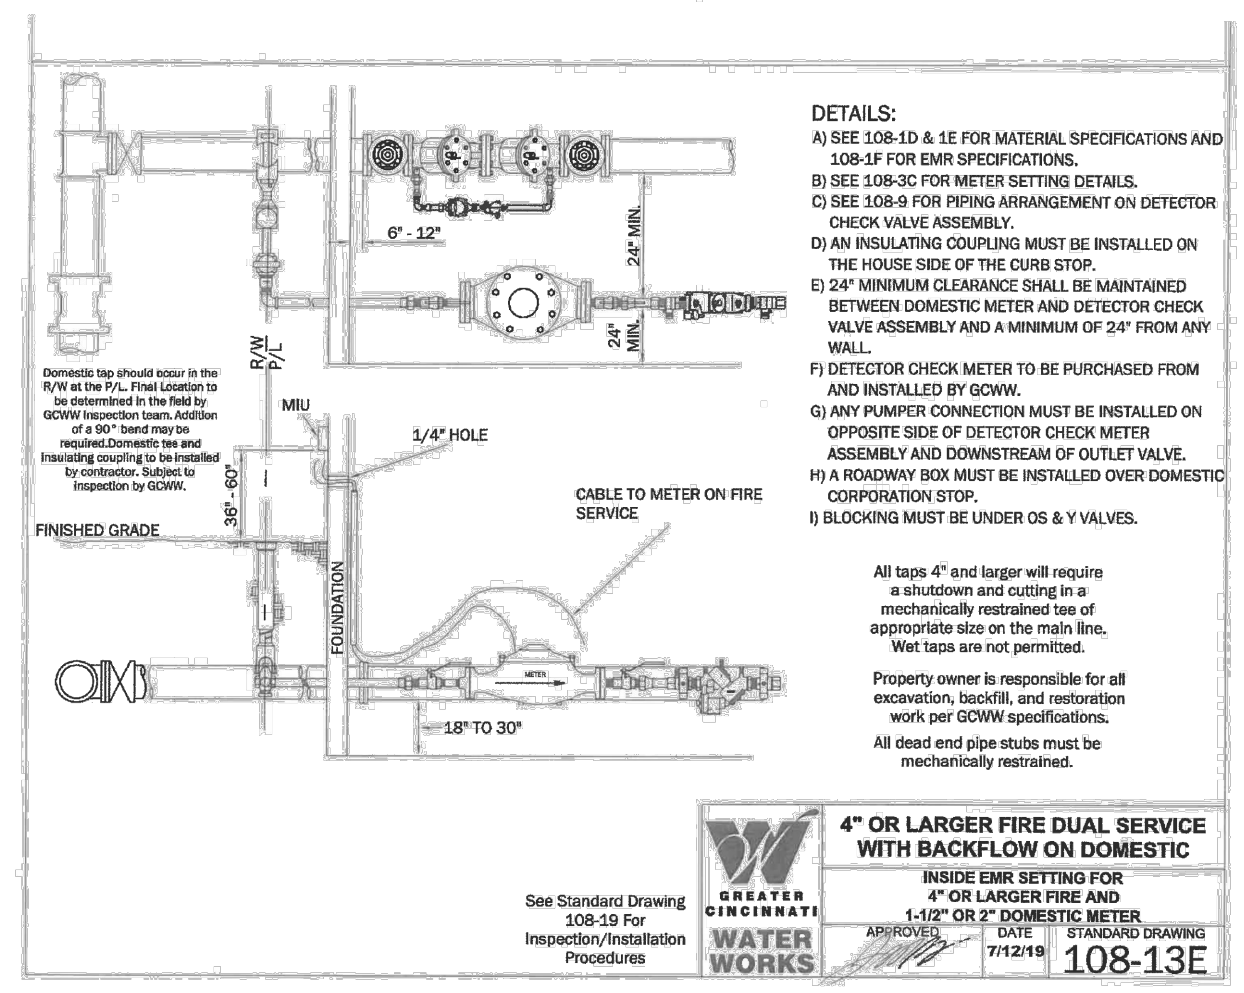 DETAILS:
A) SEE 108-1D & 1E FOR MATERIAL SPECIFICATIONS AND
108-1F FOR EMR SPECIFICATIONS.
B) SEE 108-3C FOR METER SETTING DETAILS.
C) SEE 108-9 FOR PIPING ARRANGEMENT ON DETECTOR
CHECK VALVE ASSEMBLY.
D) AN INSULATING COUPLING MUST BE INSTALLED ON
THE HOUSE SIDE OF THE CURB STOP.
E) 24" MINIMUM CLEARANCE SHALL BE MAINTAINED
BETWEEN DOMESTIC METER AND DETECTOR CHECK
VALVE ASSEMBLY AND A MINIMUM OF 24" FROM ANY
WALL.
F) DETECTOR CHECK METER TO BE PURCHASED FROM
AND INSTALLED BY GCWW.
G) ANY PUMPER CONNECTION MUST BE INSTALLED ON
OPPOSITE SIDE OF DETECTOR CHECK METER
ASSEMBLY AND DOWNSTREAM OF OUTLET VALVE.
H) A ROADWAY BOX MUST BE INSTALLED OVER DOMESTIC
CORPORATION STOP.
I) BLOCKING MUST BE UNDER OS & Y VALVES.
6" - 12"
24" MIN.
24"
MIN.
R/W
P/L
Domestic tap should occur in the
R/W at the P/L. Final Location to
be determined in the field by
GCWW Inspection team. Addition
of a 90° bend may be
required.Domestic tee and
insulating coupling to be installed
by contractor. Subject to
inspection by GCWW.
MIU
1/4" HOLE
36" - 60"
CABLE TO METER ON FIRE
SERVICE
FINISHED GRADE
FOUNDATION
METER
18" TO 30"
All taps 4" and larger will require
a shutdown and cutting in a
mechanically restrained tee of
appropriate size on the main line.
Wet taps are not permitted.
Property owner is responsible for all
excavation, backfill, and restoration
work per GCWW specifications.
All dead end pipe stubs must be
mechanically restrained.
See Standard Drawing
108-19 For
Inspection/Installation
Procedures
W
GREATER
CINCINNATI
WATER
WORKS
4" OR LARGER FIRE DUAL SERVICE
WITH BACKFLOW ON DOMESTIC
INSIDE EMR SETTING FOR
4" OR LARGER FIRE AND
1-1/2" OR 2" DOMESTIC METER
APPROVED
DATE
7/12/19
STANDARD DRAWING
108-13E